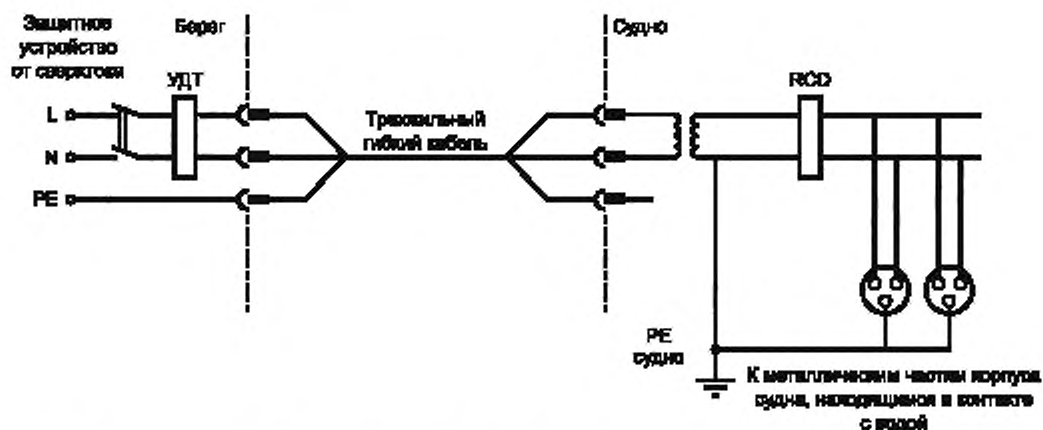 Защитное
устройство
от сверхтока
Берег
Судно
УДТ
RCD
L
N
PE
Трехжильный
гибкий кабель
PE
судно
К металлическим частям корпуса
судна, находящимся в контакте
с водой